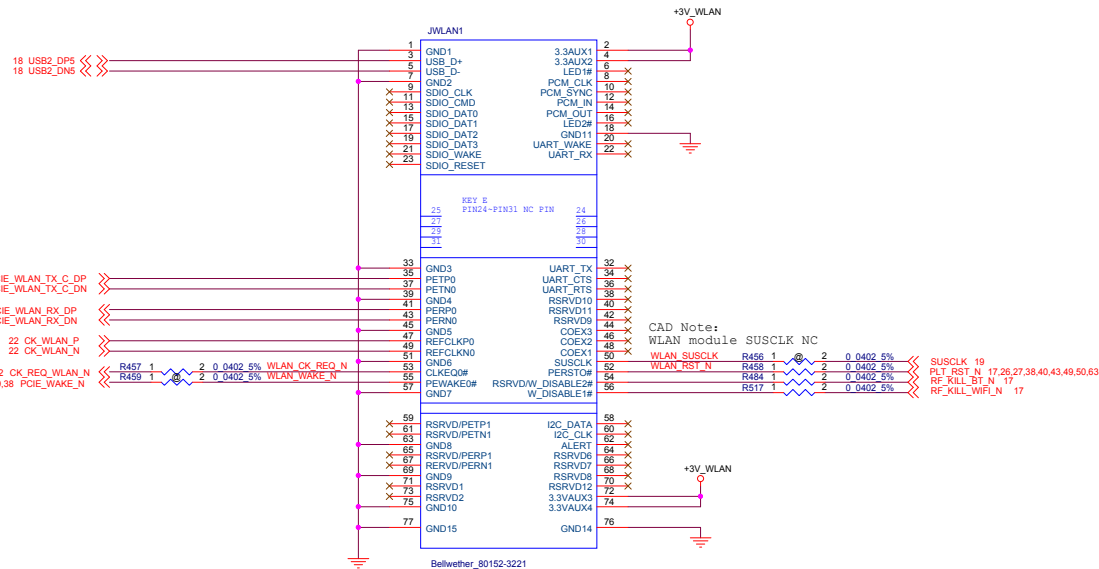 +3V_WLAN
JWLAN1
1 GND1 3.3AUX1 2
18 USB2_DP5 3 USB_D+ 3.3AUX2 4
18 USB2_DN5 5 USB_D- LED1# 6
7 GND2 PCM_CLK 8
9 SDIO_CLK PCM_SYNC 10
11 SDIO_CMD PCM_IN 12
13 SDIO_DAT0 PCM_OUT 14
15 SDIO_DAT1 LED2# 16
17 SDIO_DAT2 GND11 18
19 SDIO_DAT3 UART_WAKE 20
21 SDIO_WAKE UART_RX 22
23 SDIO_RESET
KEY E
PIN24~PIN31 NC PIN
25 24
27 26
29 28
31 30
33 GND3 UART_TX 32
IE_WLAN_TX_C_DP 35 PETP0 UART_CTS 34
IE_WLAN_TX_C_DN 37 PETN0 UART_RTS 36
39 GND4 RSRVD10 38
CIE_WLAN_RX_DP 41 PERP0 RSRVD11 40
CIE_WLAN_RX_DN 43 PERN0 RSRVD9 42
45 GND5 COEX3 44
22 CK_WLAN_P 47 REFCLKP0 COEX2 46
22 CK_WLAN_N 49 REFCLKN0 COEX1 48
CAD Note:
WLAN module SUSCLK NC
51 GND6 SUSCLK 50 WLAN_SUSCLK R456 1 @ 2 0_0402_5% SUSCLK 19
2 CK_REQ_WLAN_N R457 1 2 0_0402_5% WLAN_CK_REQ_N 53 CLKEQ0# PERST0# 52 WLAN_RST_N R458 1 2 0_0402_5% PLT_RST_N 17,26,27,38,40,43,49,50,63
,38 PCIE_WAKE_N R459 1 @ 2 0_0402_5% WLAN_WAKE_N 55 PEWAKE0# RSRVD/W_DISABLE2# 54 R484 1 2 0_0402_5% RF_KILL_BT_N 17
57 GND7 W_DISABLE1# 56 R517 1 2 0_0402_5% RF_KILL_WIFI_N 17
59 RSRVD/PETP1 I2C_DATA 58
61 RSRVD/PETN1 I2C_CLK 60
63 GND8 ALERT 62
65 RSRVD/PERP1 RSRVD6 64
67 RERVD/PERN1 RSRVD7 66
69 GND9 RSRVD8 68
71 RSRVD1 RSRVD12 70
73 RSRVD2 3.3VAUX3 72
75 GND10 3.3VAUX4 74
+3V_WLAN
77 GND15 GND14 76
Bellwether_80152-3221